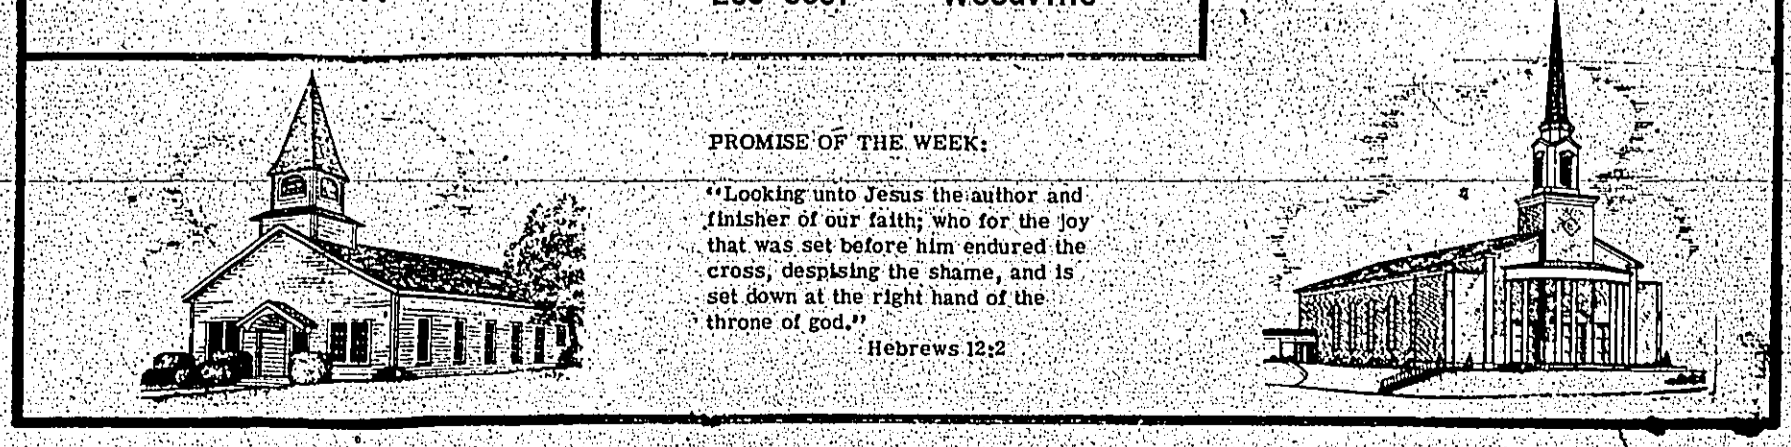 Woodville
PROMISE OF THE WEEK:
“Looking unto Jesus the author and
finisher of our faith; who for the joy
that was set before him endured the
cross, despising the shame, and is
set down at the right hand of the
throne of god.”
Hebrews 12:2